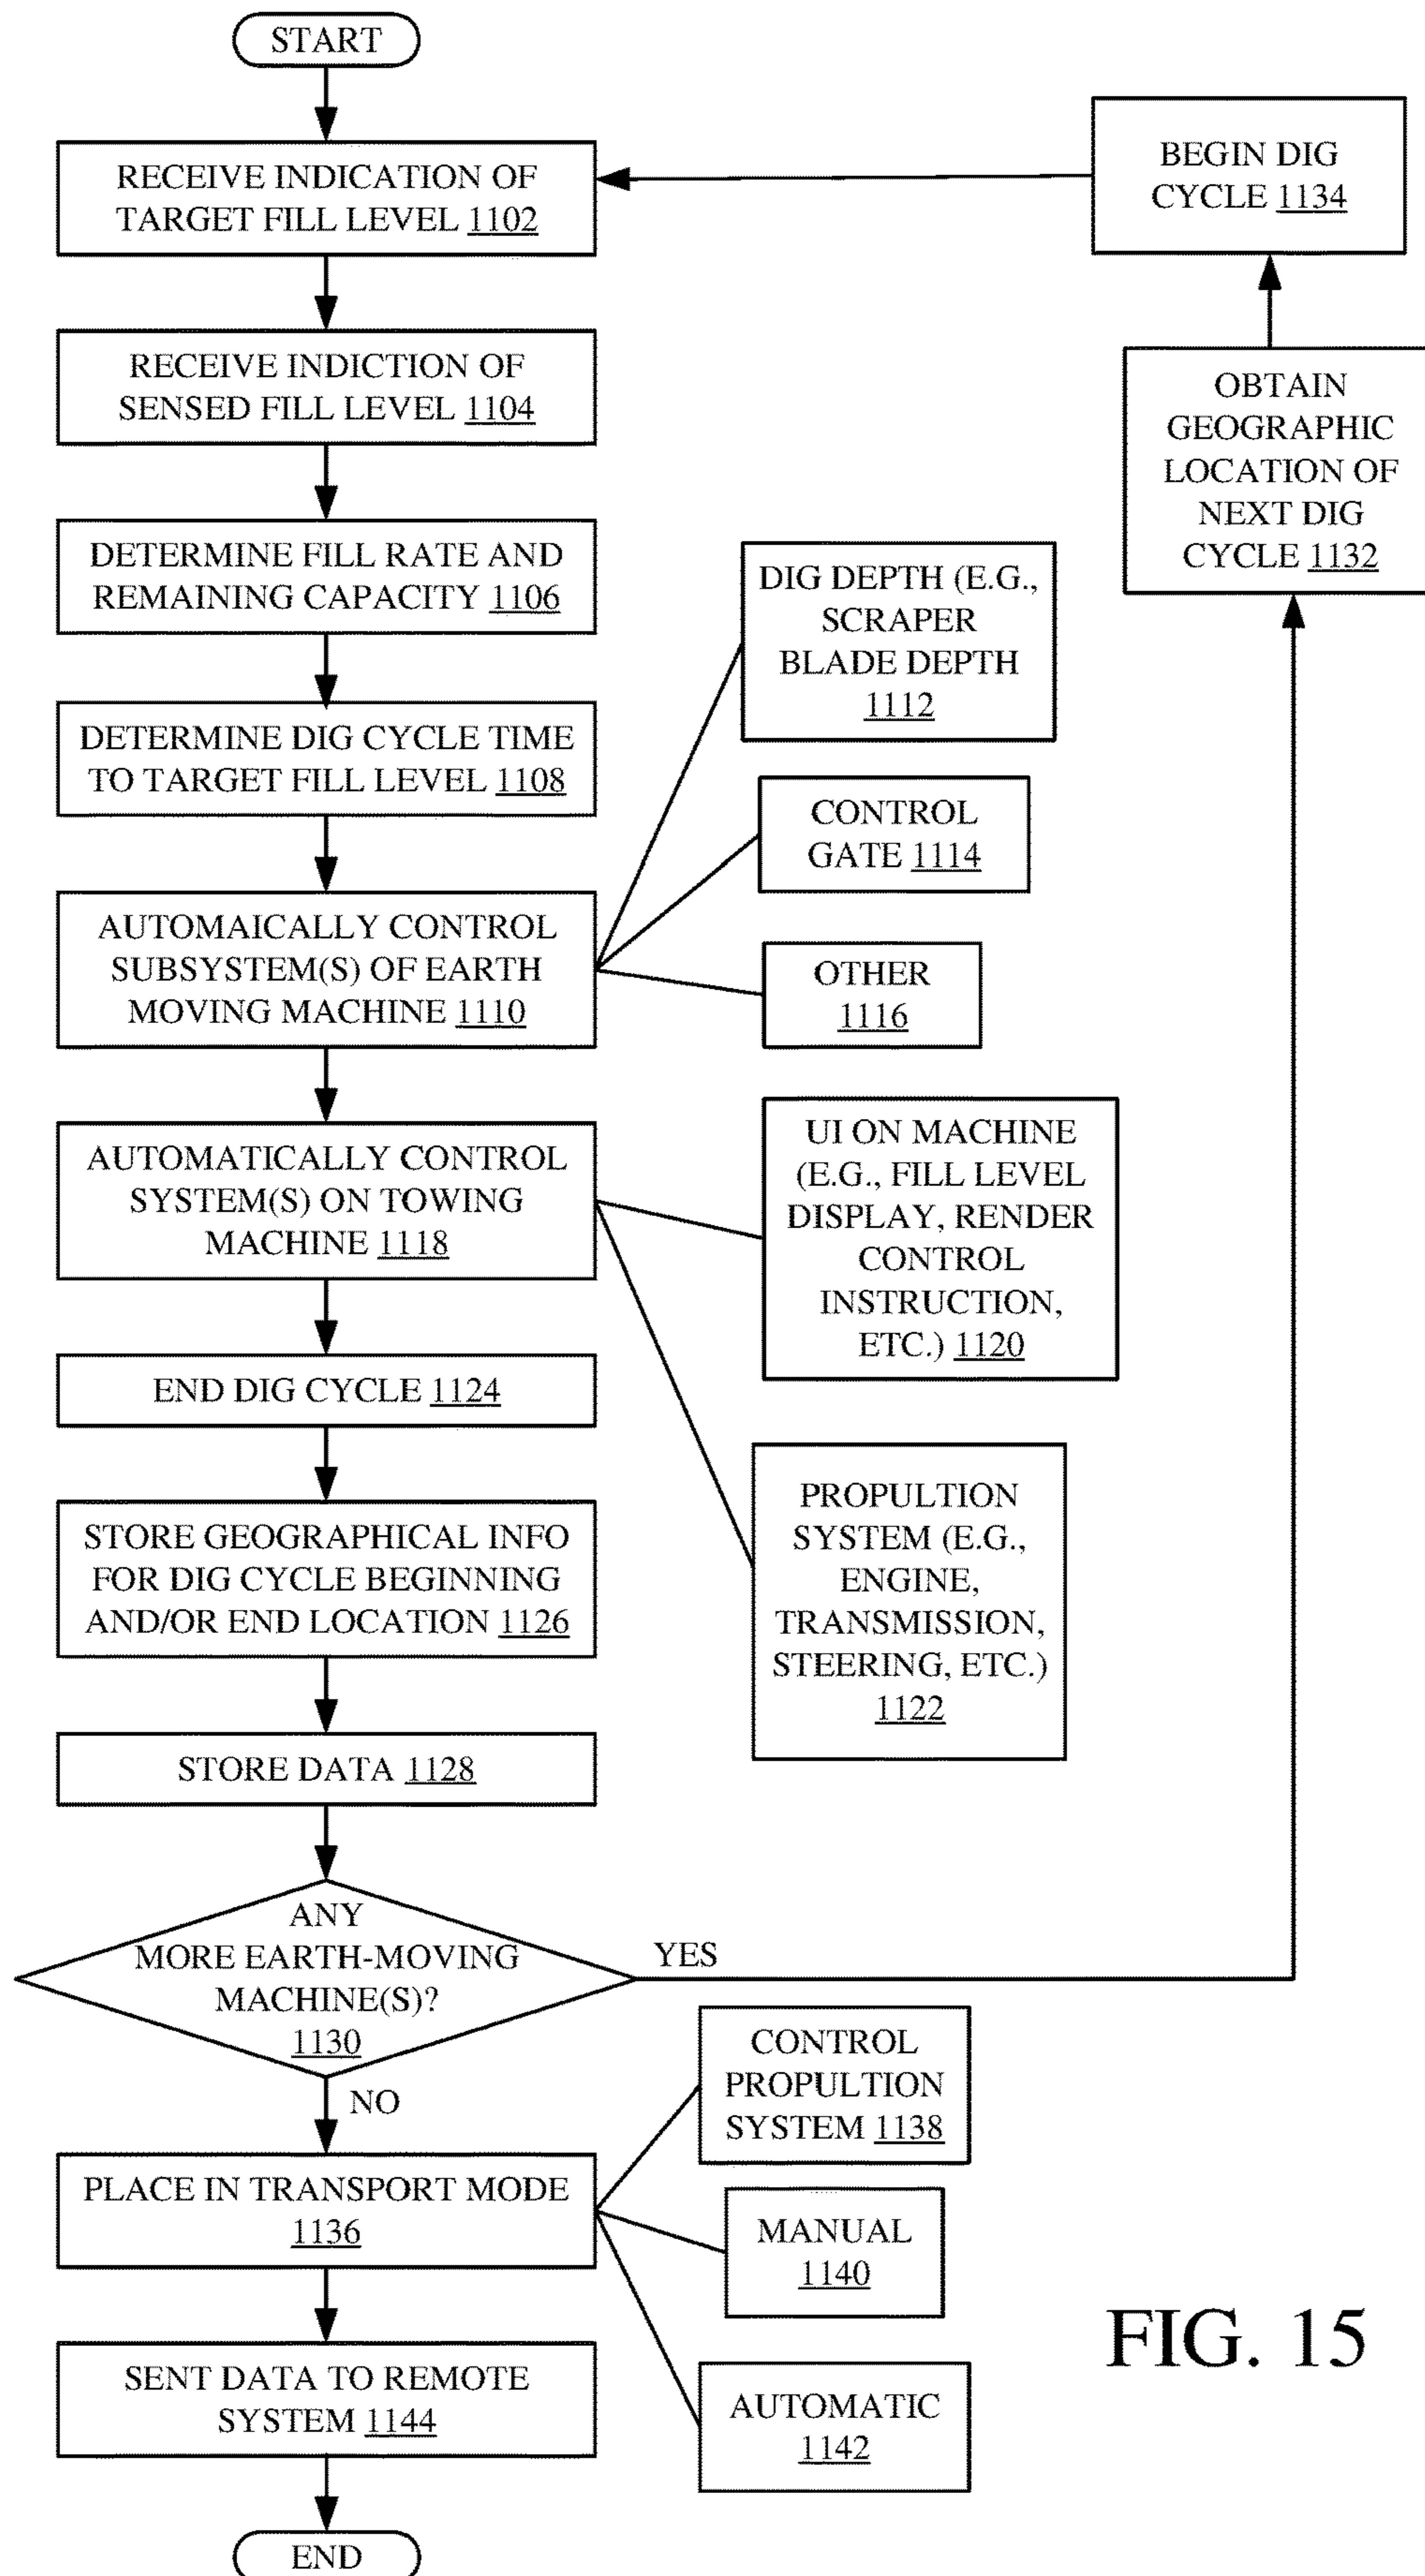 START
RECEIVE INDICATION OF
TARGET FILL LEVEL 1102
RECEIVE INDICTION OF
SENSED FILL LEVEL 1104
DETERMINE FILL RATE AND
REMAINING CAPACITY 1106
DETERMINE DIG CYCLE TIME
TO TARGET FILL LEVEL 1108
AUTOMAICALLY CONTROL
SUBSYSTEM(S) OF EARTH
MOVING MACHINE 1110
DIG DEPTH (E.G.,
SCRAPER
BLADE DEPTH
1112
CONTROL
GATE 1114
OTHER
1116
AUTOMATICALLY CONTROL
SYSTEM(S) ON TOWING
MACHINE 1118
UI ON MACHINE
(E.G., FILL LEVEL
DISPLAY, RENDER
CONTROL
INSTRUCTION,
ETC.) 1120
PROPULTION
SYSTEM (E.G.,
ENGINE,
TRANSMISSION,
STEERING, ETC.)
1122
END DIG CYCLE 1124
STORE GEOGRAPHICAL INFO
FOR DIG CYCLE BEGINNING
AND/OR END LOCATION 1126
STORE DATA 1128
ANY
MORE EARTH-MOVING
MACHINE(S)?
1130
YES
OBTAIN
GEOGRAPHIC
LOCATION OF
NEXT DIG
CYCLE 1132
BEGIN DIG
CYCLE 1134
NO
PLACE IN TRANSPORT MODE
1136
CONTROL
PROPULTION
SYSTEM 1138
MANUAL
1140
AUTOMATIC
1142
SENT DATA TO REMOTE
SYSTEM 1144
END
FIG. 15